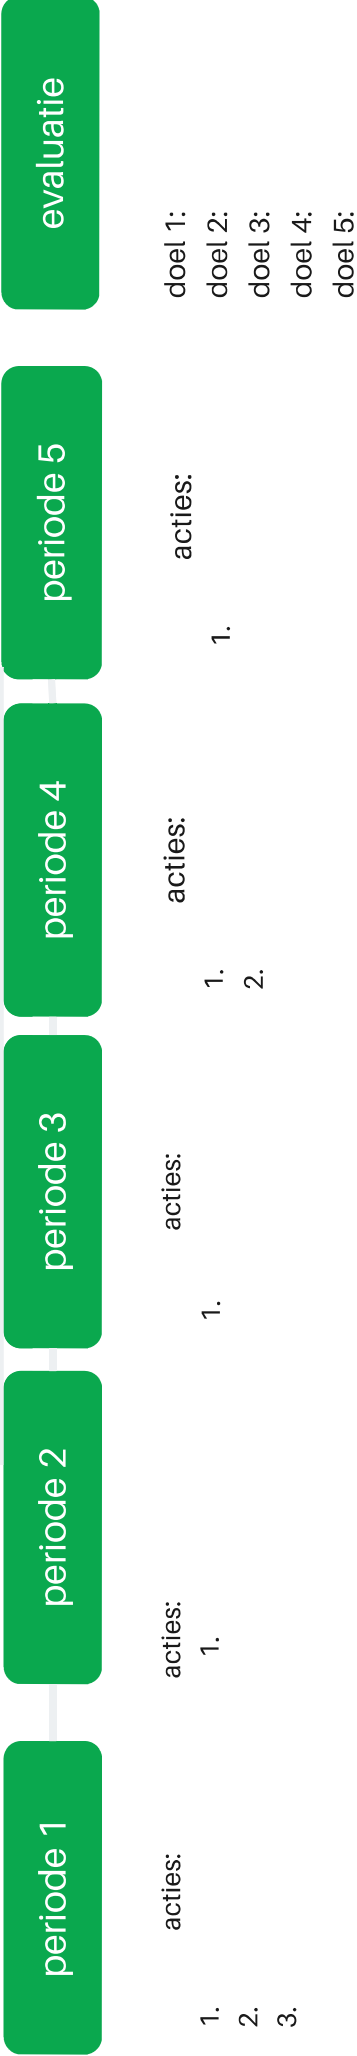 periode 1
acties:
1.
2.
3.
periode 2
acties:
1.
periode 3
acties:
1.
periode 4
acties:
1.
2.
periode 5
acties:
1.
evaluatie
doel 1:
doel 2:
doel 3:
doel 4:
doel 5: